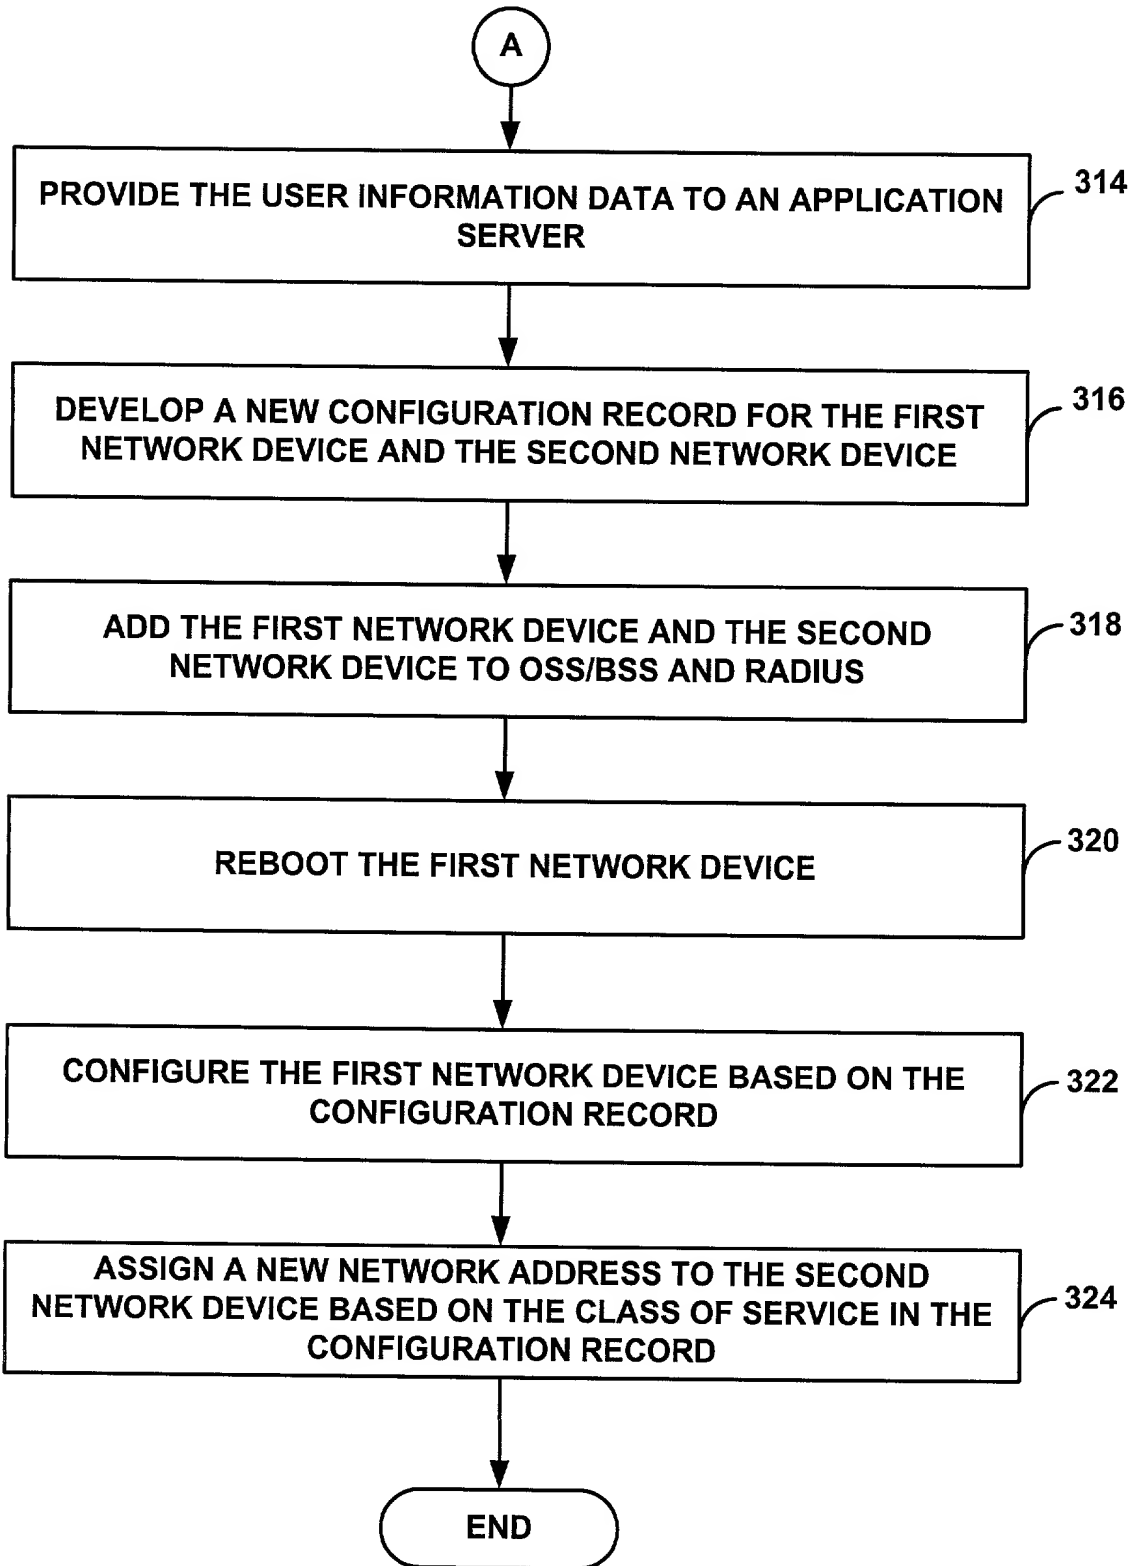 A
PROVIDE THE USER INFORMATION DATA TO AN APPLICATION
SERVER
314
DEVELOP A NEW CONFIGURATION RECORD FOR THE FIRST
NETWORK DEVICE AND THE SECOND NETWORK DEVICE
316
ADD THE FIRST NETWORK DEVICE AND THE SECOND
NETWORK DEVICE TO OSS/BSS AND RADIUS
318
REBOOT THE FIRST NETWORK DEVICE
320
CONFIGURE THE FIRST NETWORK DEVICE BASED ON THE
CONFIGURATION RECORD
322
ASSIGN A NEW NETWORK ADDRESS TO THE SECOND
NETWORK DEVICE BASED ON THE CLASS OF SERVICE IN THE
CONFIGURATION RECORD
324
END